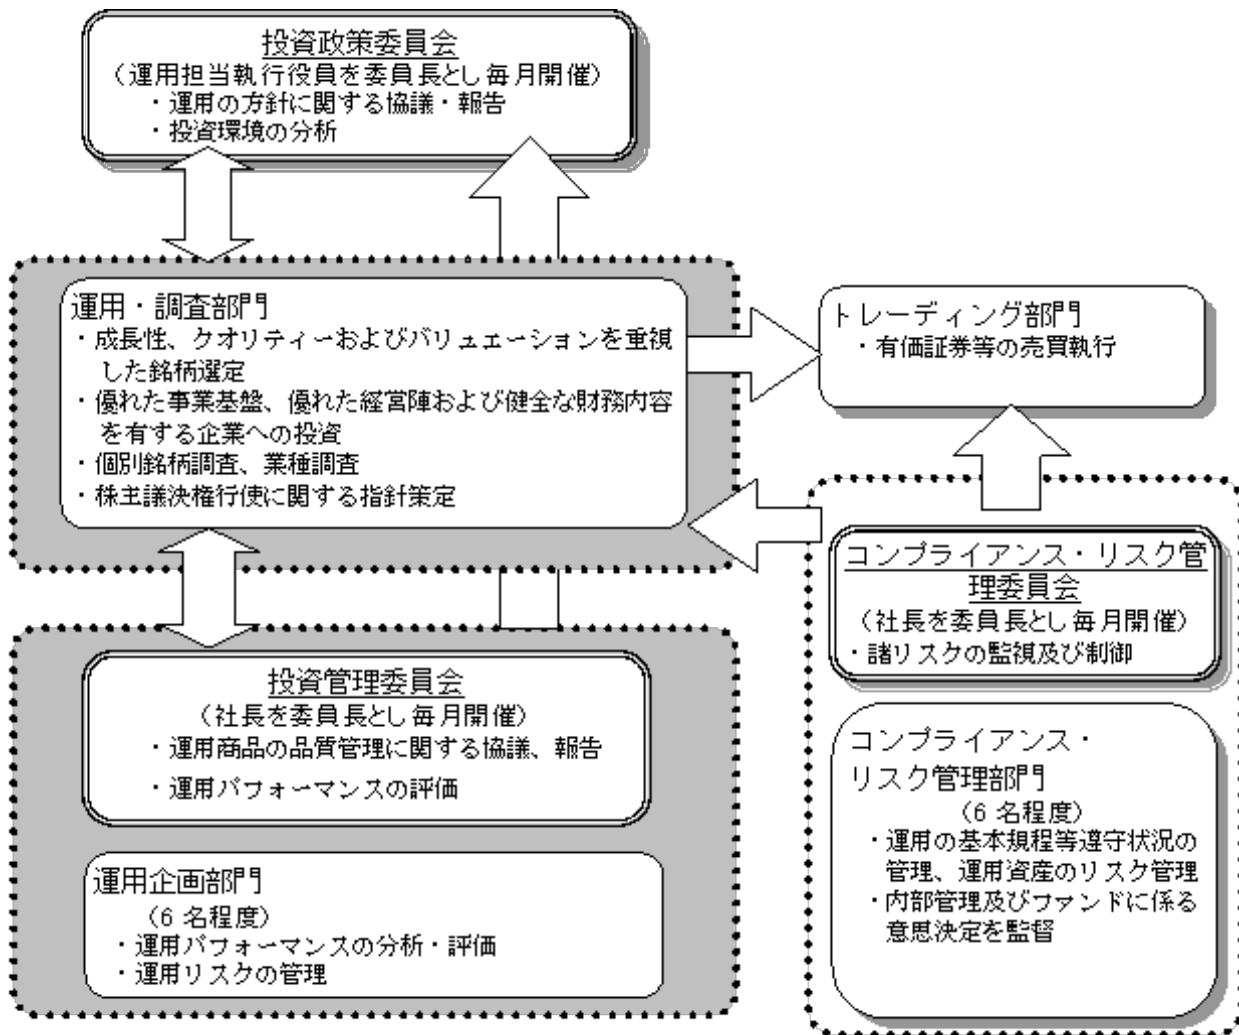 投資政策委員会
（運用担当執行役員を委員長とし毎月開催）
・運用の方針に関する協議・報告
・投資環境の分析
運用・調査部門
・成長性、クオリティーおよびバリュエーションを重視
した銘柄選定
・優れた事業基盤、優れた経営陣および健全な財務内容
を有する企業への投資
・個別銘柄調査、業種調査
・株主議決権行使に関する指針策定
トレーディング部門
・有価証券等の売買執行
コンプライアンス・リスク管
理委員会
（社長を委員長とし毎月開催）
・諸リスクの監視及び制御
投資管理委員会
（社長を委員長とし毎月開催）
・運用商品の品質管理に関する協議、報告
・運用パフォーマンスの評価
コンプライアンス・
リスク管理部門
（6 名程度）
・運用の基本規程等遵守状況の
管理、運用資産のリスク管理
・内部管理及びファンドに係る
意思決定を監督
運用企画部門
（6 名程度）
・運用パフォーマンスの分析・評価
・運用リスクの管理